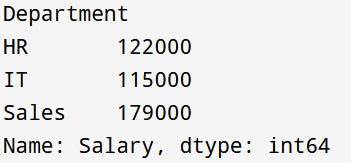 Department
HR       122000
IT       115000
Sales    179000
Name: Salary, dtype: int64